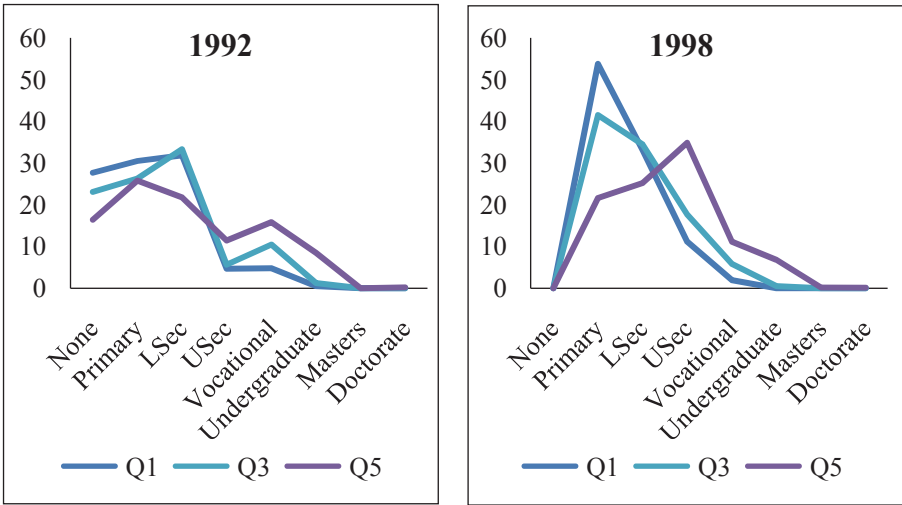 1992
60
50
40
30
20
10
0
None
Primary
LSec
USec
Vocational
Undergraduate
Masters
Doctorate
Q1 Q3 Q5
1998
60
50
40
30
20
10
0
None
Primary
LSec
USec
Vocational
Undergraduate
Masters
Doctorate
Q1 Q3 Q5